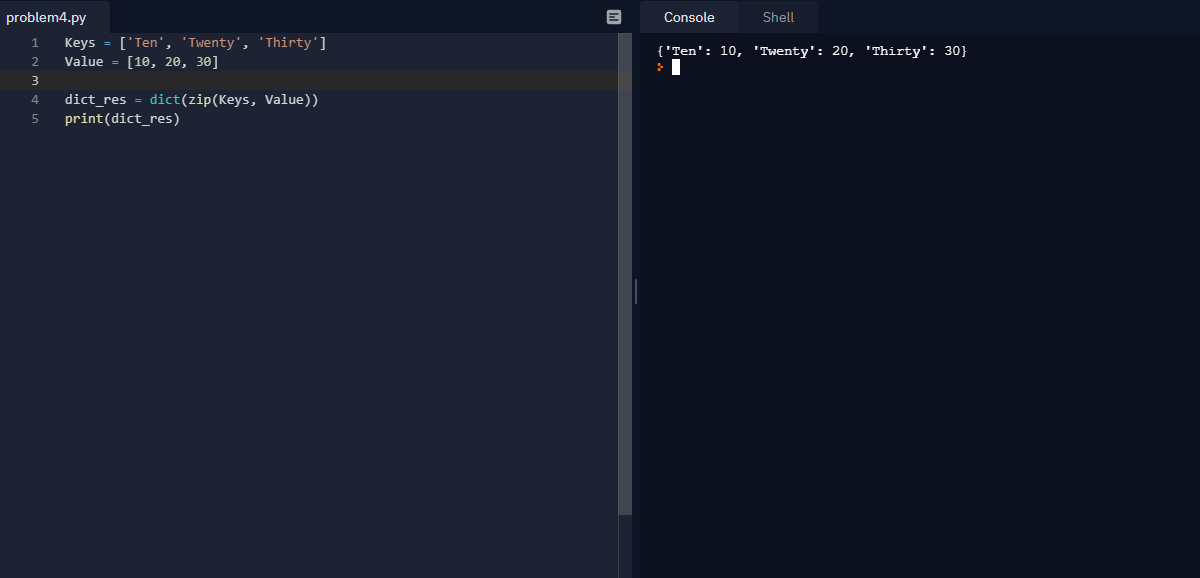 problem4.py
1 Keys = ['Ten', 'Twenty', 'Thirty']
2 Value = [10, 20, 30]
3
4 dict_res = dict(zip(Keys, Value))
5 print(dict_res)
Console Shell
{'Ten': 10, 'Twenty': 20, 'Thirty': 30}